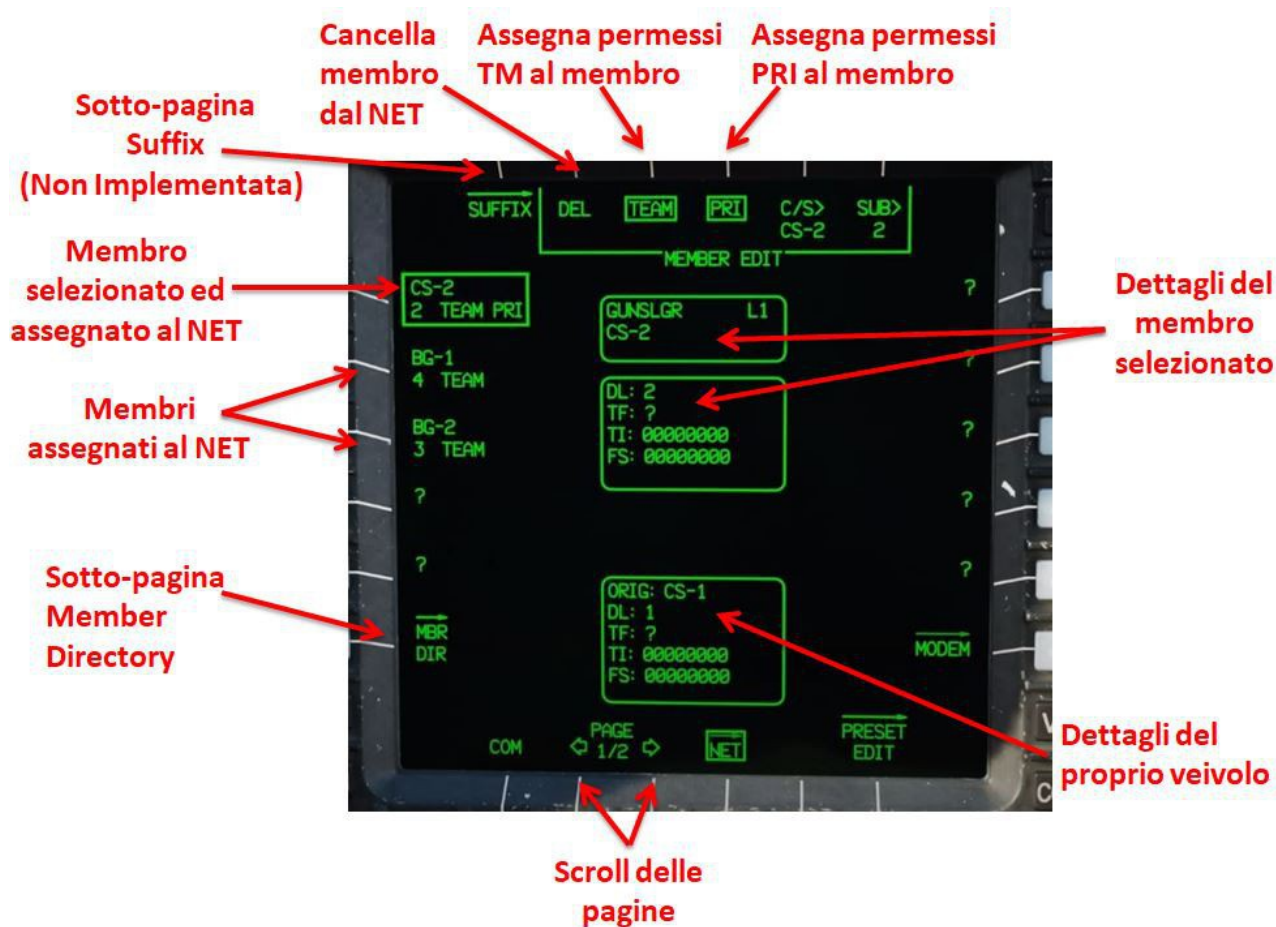 Cancella
membro
dal NET
Assegna permessi
TM al membro
Assegna permessi
PRI al membro
Sotto-pagina
Suffix
(Non Implementata)
Membro
selezionato ed
assegnato al NET
Membri
assegnati al NET
Sotto-pagina
Member
Directory
SUFFIX DEL TEAM PRI C/S> SUB>
CS-2 2
MEMBER EDIT
CS-2
2 TEAM PRI
BG-1
4 TEAM
BG-2
3 TEAM
?
?
MBR
DIR
GUNSLGR L1
CS-2
DL: 2
TF: ?
TI: 00000000
FS: 00000000
ORIG: CS-1
DL: 1
TF: ?
TI: 00000000
FS: 00000000
?
?
?
?
?
MODEM
COM
PAGE
1/2
NET
PRESET
EDIT
Dettagli del
membro
selezionato
Dettagli del
proprio veivolo
Scroll delle
pagine